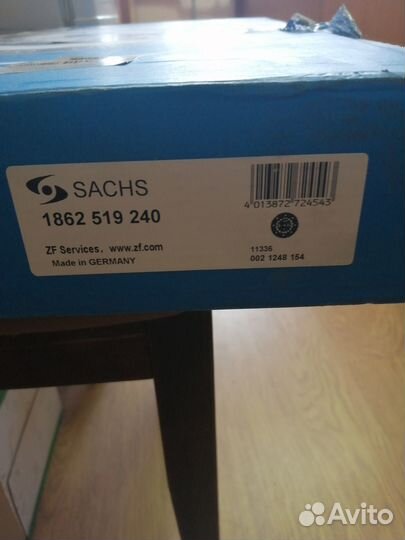 SACHS
1862 519 240
4 013872 724543
ZF Services. www.zf.com
Made in GERMANY
11336
002 1248 154
Avito